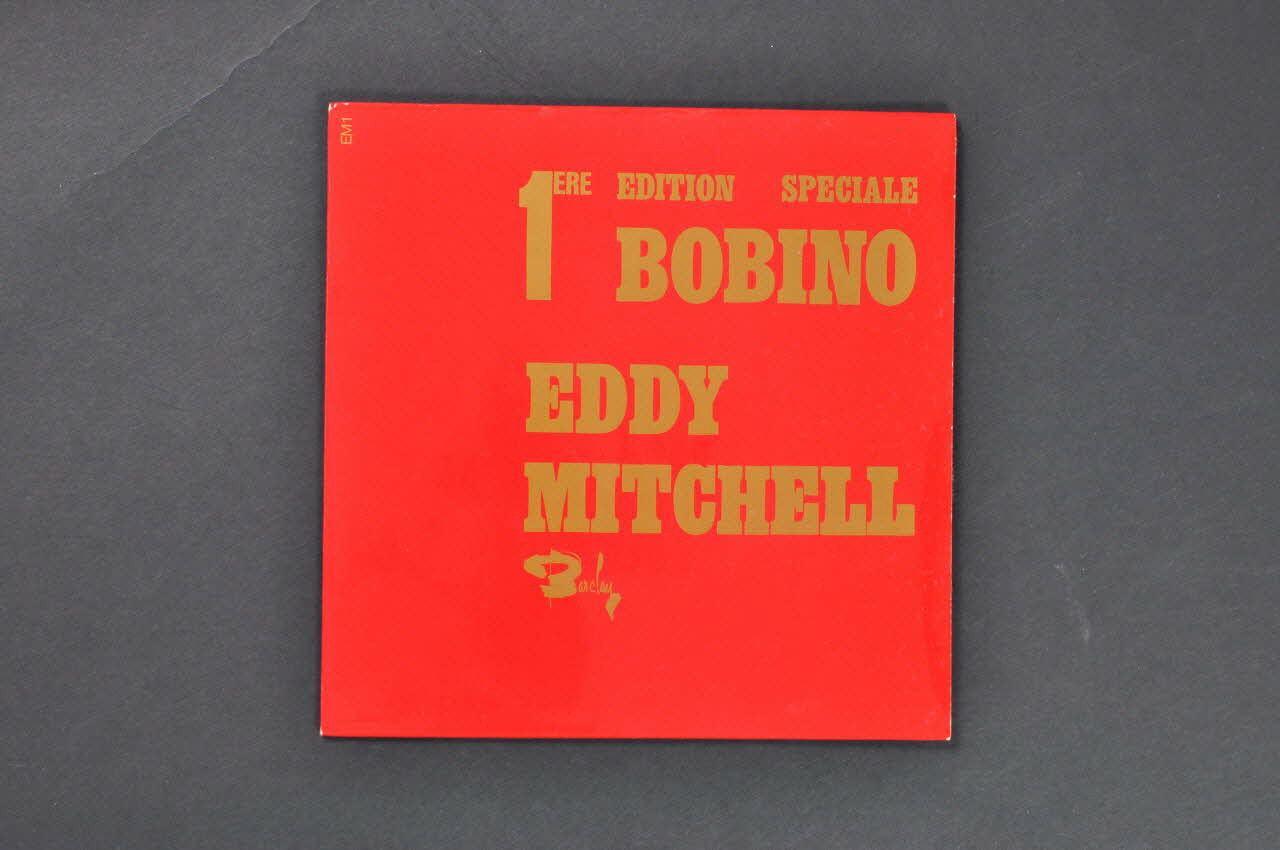 EM1
1ERE EDITION SPECIALE
BOBINO
EDDY
MITCHELL
Barclay